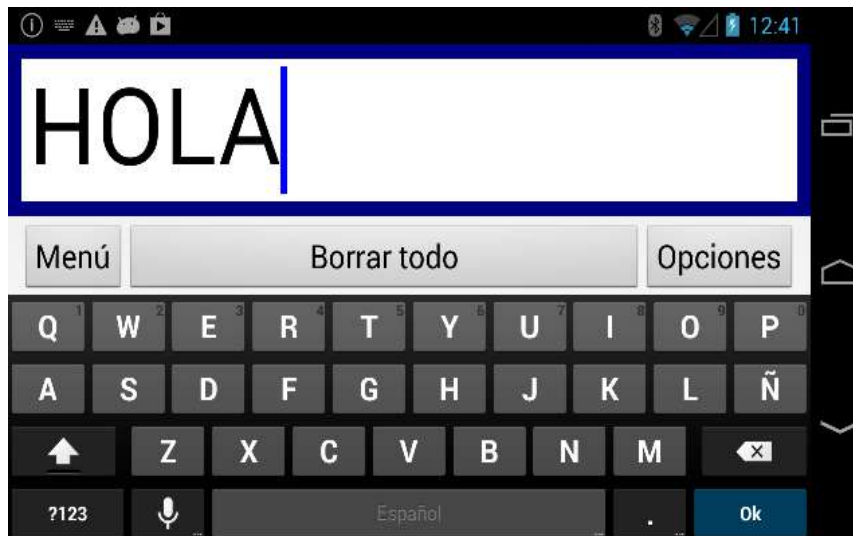 12:41
HOLA
Menú Borrar todo Opciones
Q 1 W 2 E 3 R 4 T 5 Y 6 U 7 I 8 O 9 P 0
A S D F G H J K L Ñ
Z X C V B N M
?123 Español . Ok